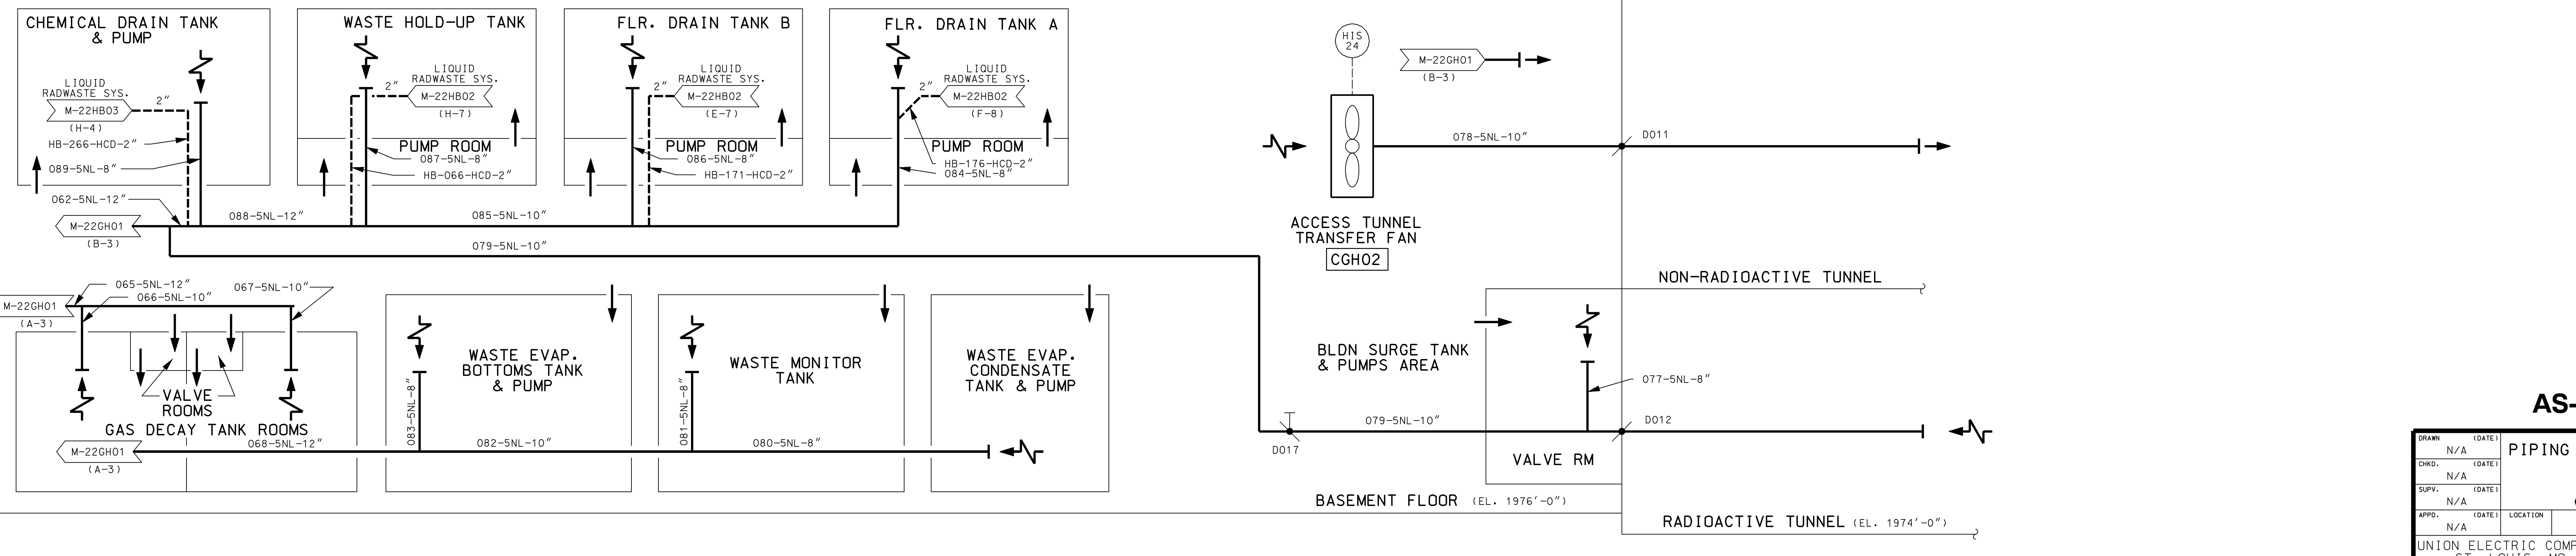 CHEMICAL DRAIN TANK
& PUMP
LIQUID
RADWASTE SYS.
2"
M-22HB03
(H-4)
HB-266-HCD-2"
089-5NL-8"
062-5NL-12"
M-22GH01
(B-3)
088-5NL-12"
WASTE HOLD-UP TANK
LIQUID
RADWASTE SYS.
2"
M-22HB02
(H-7)
PUMP ROOM
087-5NL-8"
HB-066-HCD-2"
085-5NL-10"
079-5NL-10"
FLR. DRAIN TANK B
LIQUID
RADWASTE SYS.
2"
M-22HB02
(E-7)
PUMP ROOM
086-5NL-8"
HB-171-HCD-2"
FLR. DRAIN TANK A
LIQUID
RADWASTE SYS.
2"
M-22HB02
(F-8)
PUMP ROOM
HB-176-HCD-2"
084-5NL-8"
HIS
24
M-22GH01
(B-3)
078-5NL-10"
D011
ACCESS TUNNEL
TRANSFER FAN
CGH02
NON-RADIOACTIVE TUNNEL
065-5NL-12"
066-5NL-10"
067-5NL-10"
M-22GH01
(A-3)
VALVE
ROOMS
GAS DECAY TANK ROOMS
068-5NL-12"
M-22GH01
(A-3)
WASTE EVAP.
BOTTOMS TANK
& PUMP
083-5NL-8"
082-5NL-10"
WASTE MONITOR
TANK
081-5NL-8"
080-5NL-8"
WASTE EVAP.
CONDENSATE
TANK & PUMP
BLDN SURGE TANK
& PUMPS AREA
077-5NL-8"
079-5NL-10"
D012
D017
VALVE RM
BASEMENT FLOOR (EL. 1976'-0")
RADIOACTIVE TUNNEL (EL. 1974'-0")
AS-
DRAWN (DATE)
N/A
PIPING
CHKD. (DATE)
N/A
SUPV. (DATE)
N/A
APPD. (DATE)
N/A
LOCATION
UNION ELECTRIC COMP